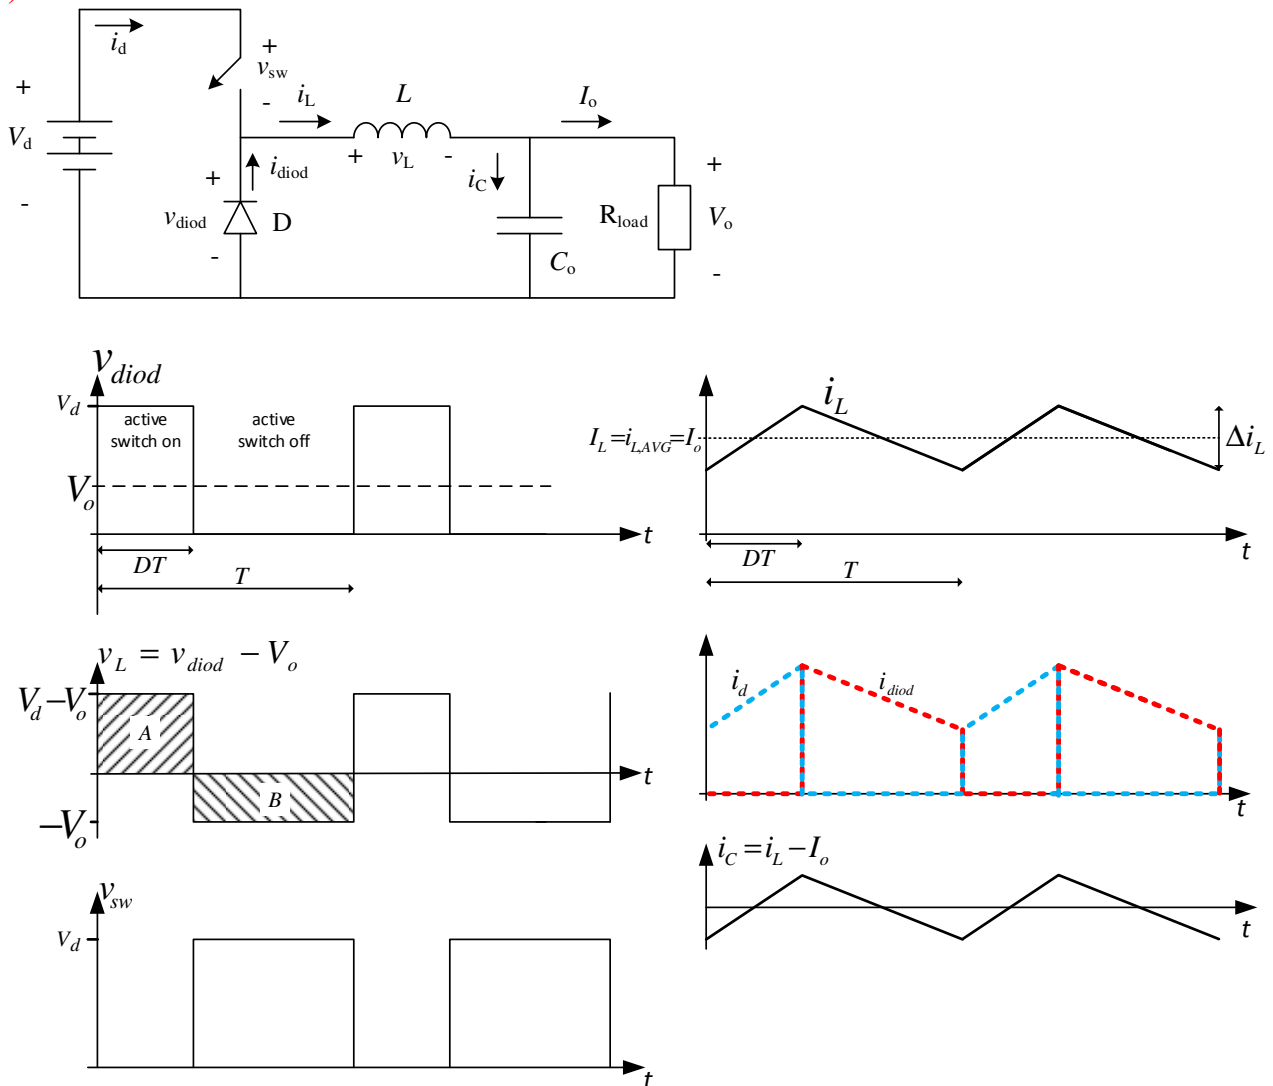 )
i_d
+
v_sw
-
+
V_d
-
i_L
L
I_o
+
v_L
-
i_C
+
i_diod
v_diod
D
-
C_o
R_load
+
V_o
-
v_diod
V_d
active
switch on
active
switch off
V_o
t
DT
T
i_L
I_L=i_L,AVG=I_o
Δi_L
t
DT
T
v_L = v_diod − V_o
V_d−V_o
A
B
−V_o
t
i_d
i_diod
t
i_C=i_L−I_o
t
v_sw
V_d
t